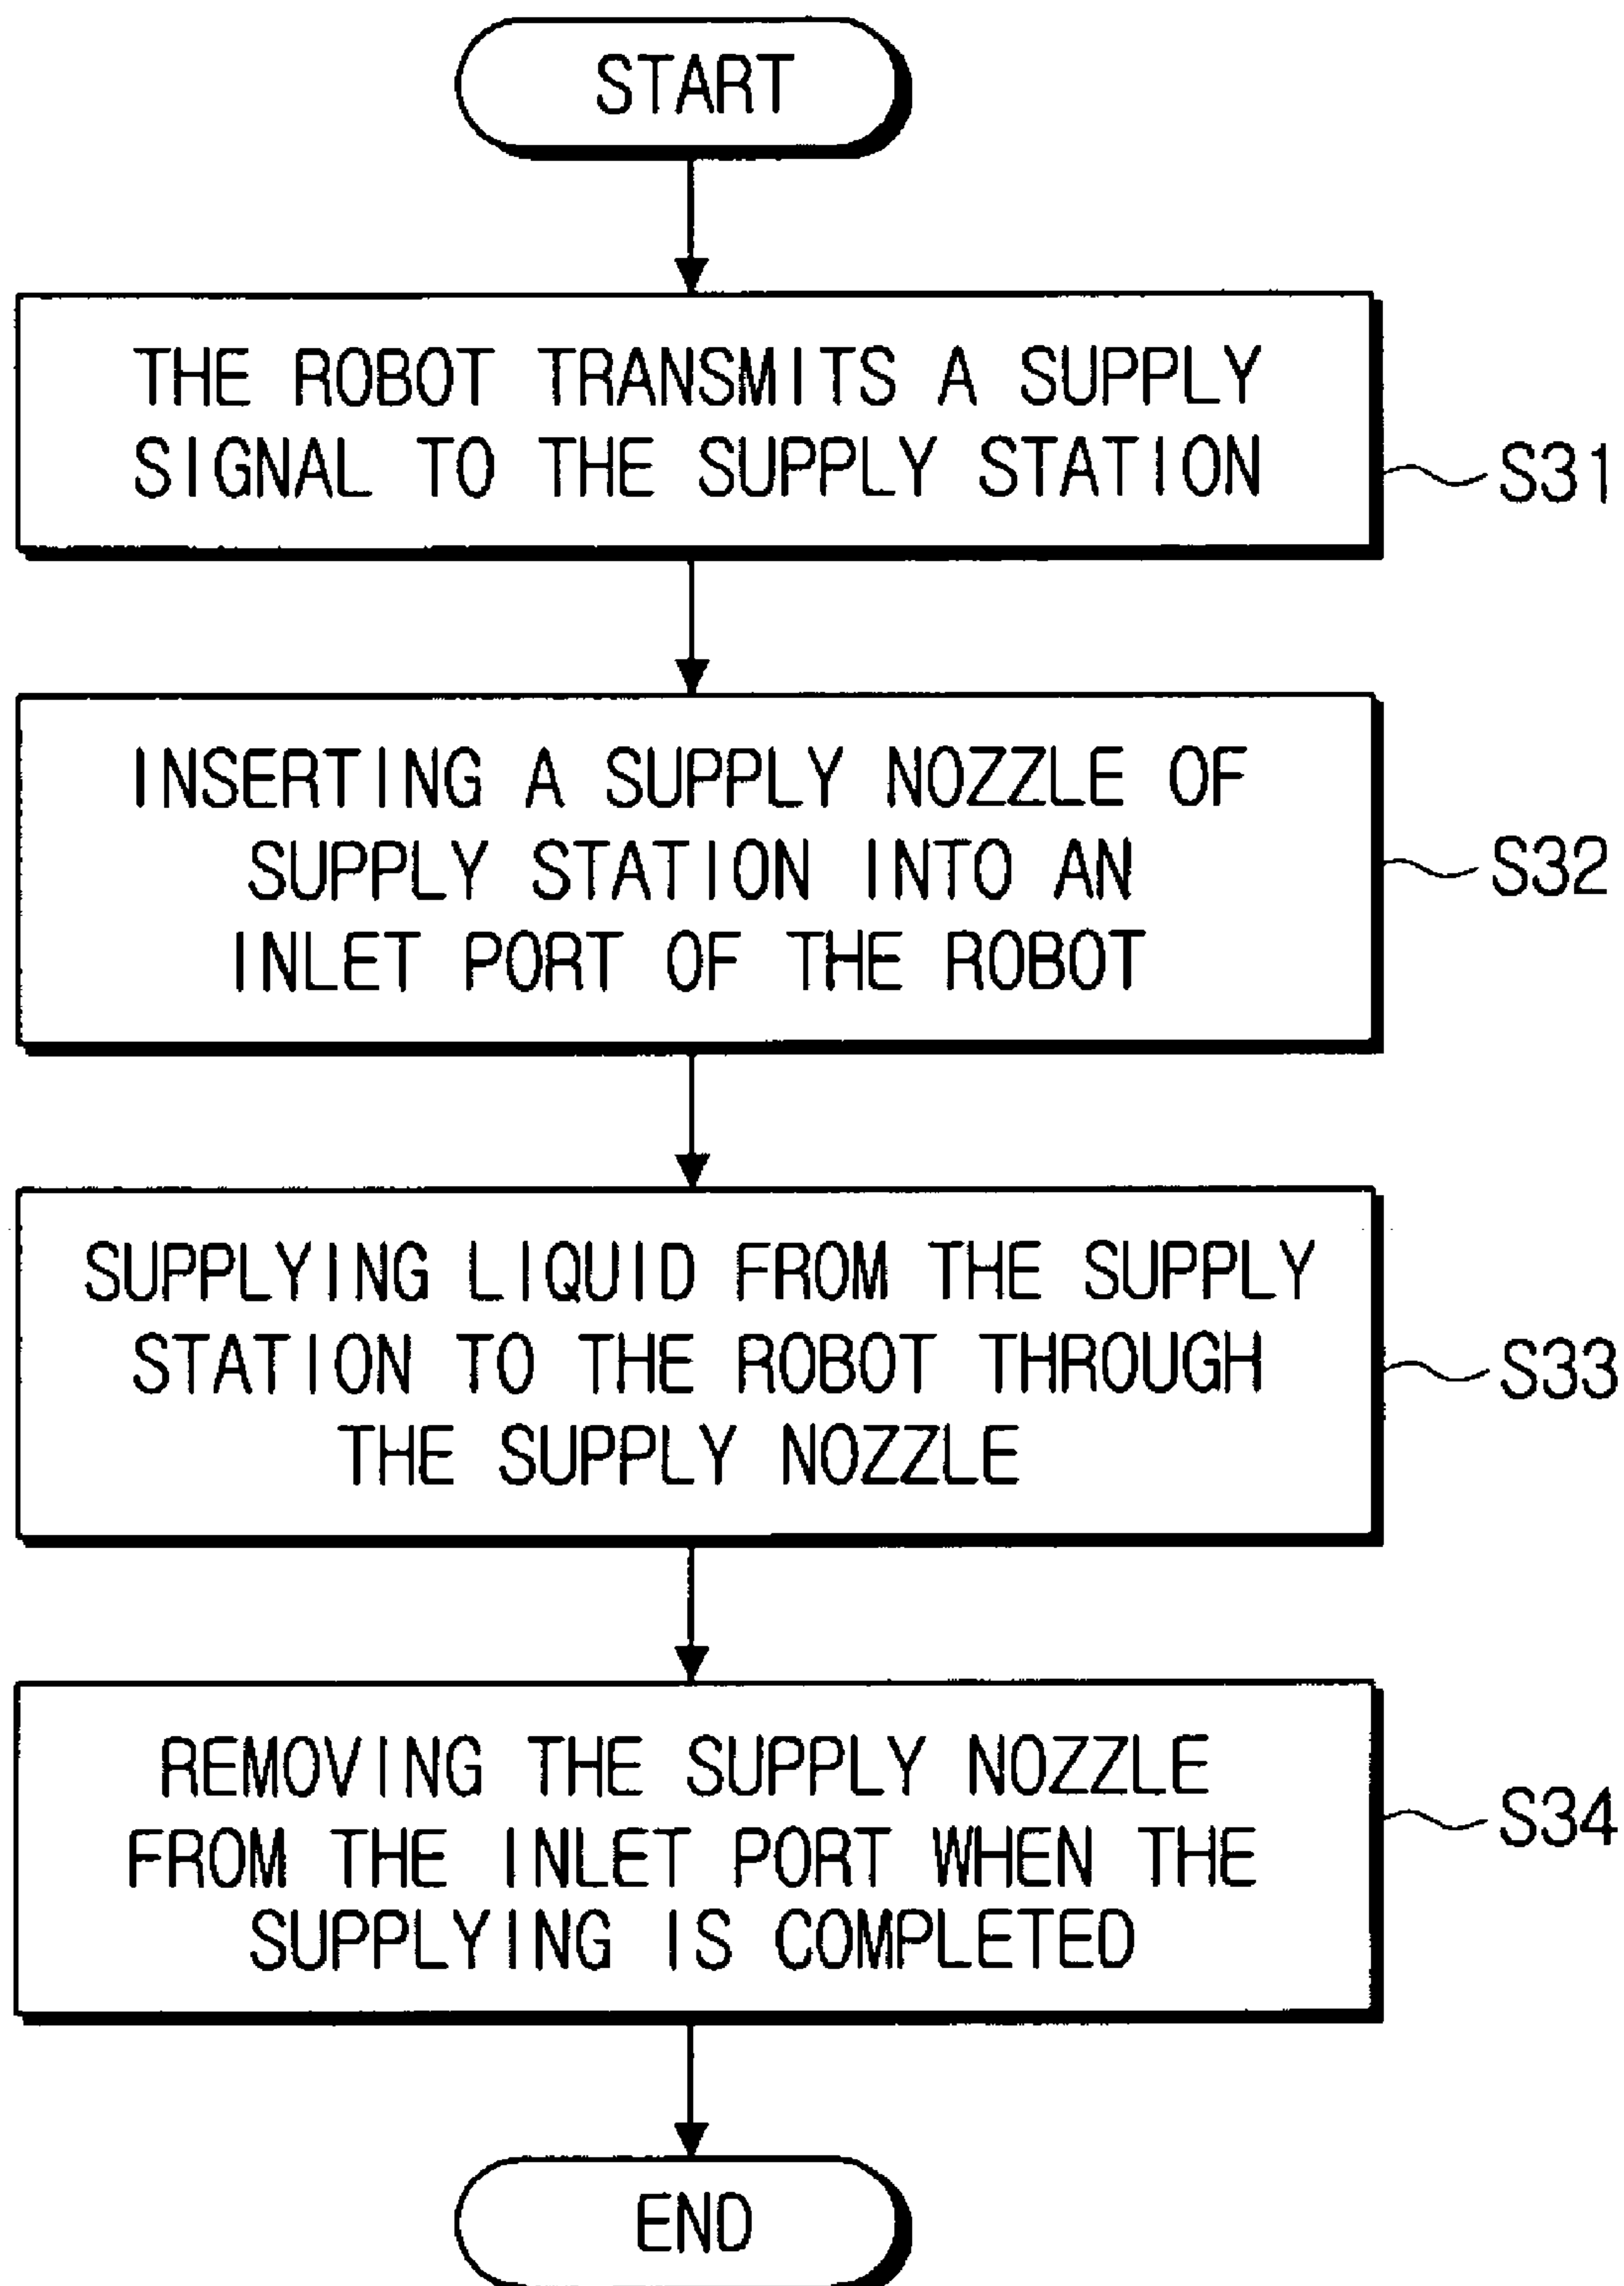 START
THE ROBOT TRANSMITS A SUPPLY
SIGNAL TO THE SUPPLY STATION
S31
INSERTING A SUPPLY NOZZLE OF
SUPPLY STATION INTO AN
INLET PORT OF THE ROBOT
S32
SUPPLYING LIQUID FROM THE SUPPLY
STATION TO THE ROBOT THROUGH
THE SUPPLY NOZZLE
S33
REMOVING THE SUPPLY NOZZLE
FROM THE INLET PORT WHEN THE
SUPPLYING IS COMPLETED
S34
END